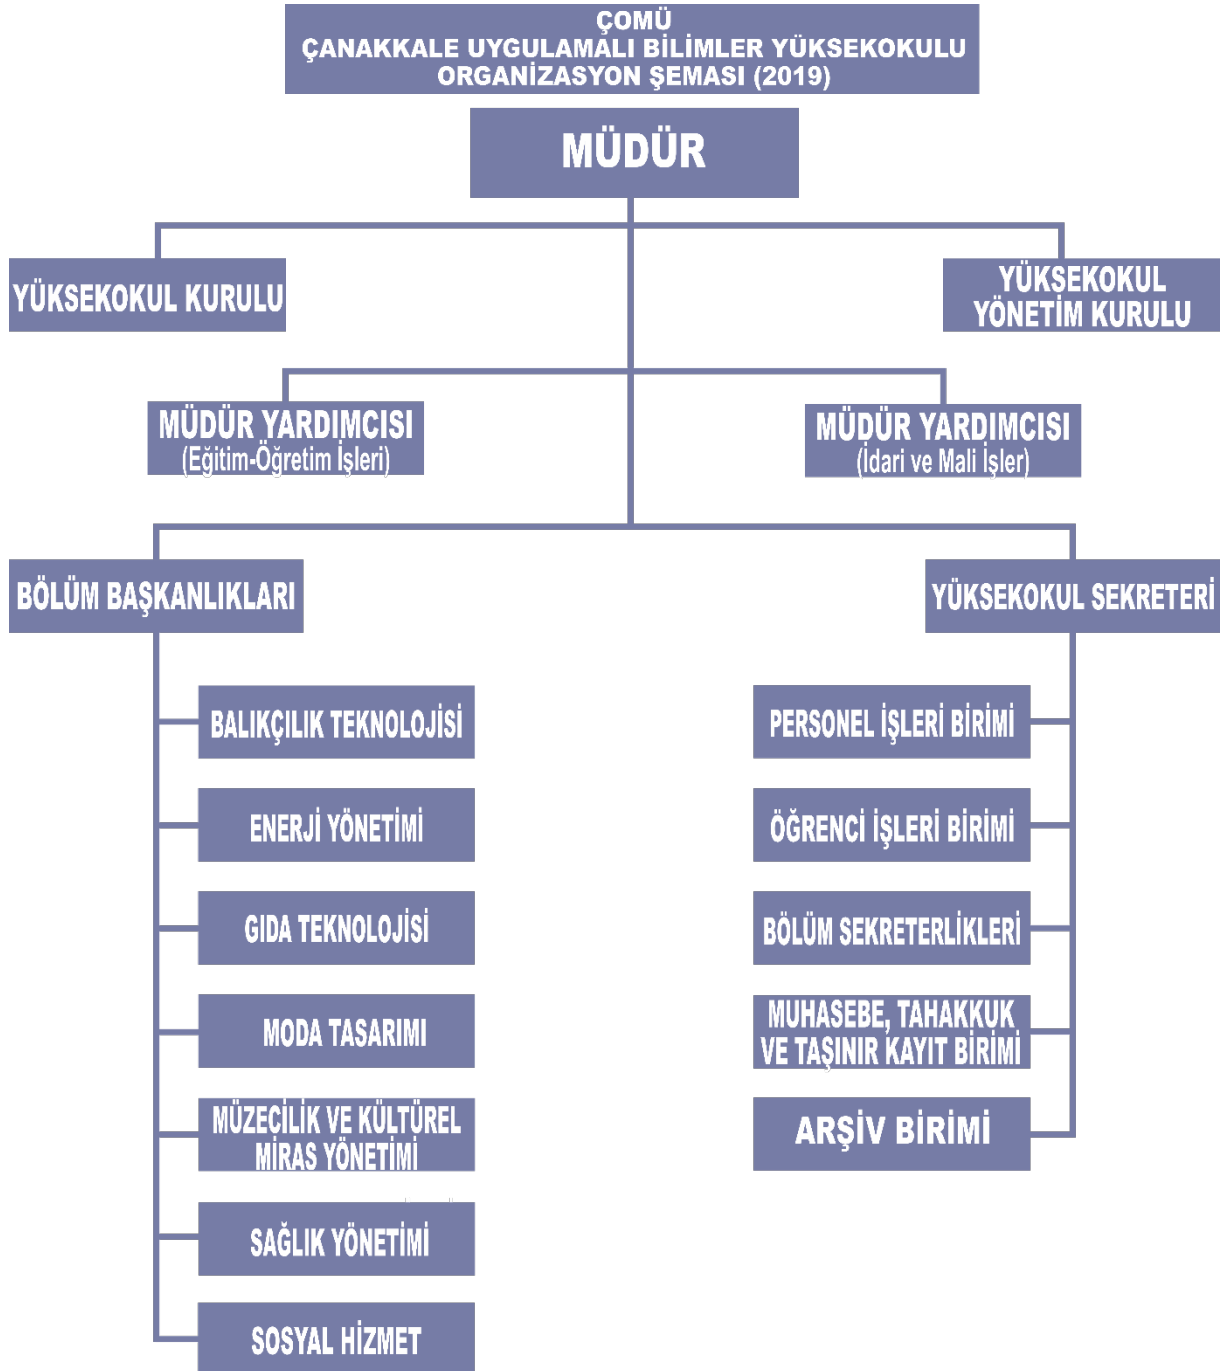 ÇOMÜ
ÇANAKKALE UYGULAMALI BİLİMLER YÜKSEKOKULU
ORGANİZASYON ŞEMASI (2019)
MÜDÜR
YÜKSEKOKUL KURULU
YÜKSEKOKUL
YÖNETİM KURULU
MÜDÜR YARDIMCISI
(Eğitim-Öğretim İşleri)
MÜDÜR YARDIMCISI
(İdari ve Mali İşler)
BÖLÜM BAŞKANLIKLARI
BALIKÇILIK TEKNOLOJİSİ
ENERJİ YÖNETİMİ
GIDA TEKNOLOJİSİ
MODA TASARIMI
MÜZECİLİK VE KÜLTÜREL
MİRAS YÖNETİMİ
SAĞLIK YÖNETİMİ
SOSYAL HİZMET
YÜKSEKOKUL SEKRETERİ
PERSONEL İŞLERİ BİRİMİ
ÖĞRENCİ İŞLERİ BİRİMİ
BÖLÜM SEKRETERLİKLERİ
MUHASEBE, TAHAKKUK
VE TAŞINIR KAYIT BİRİMİ
ARŞİV BİRİMİ